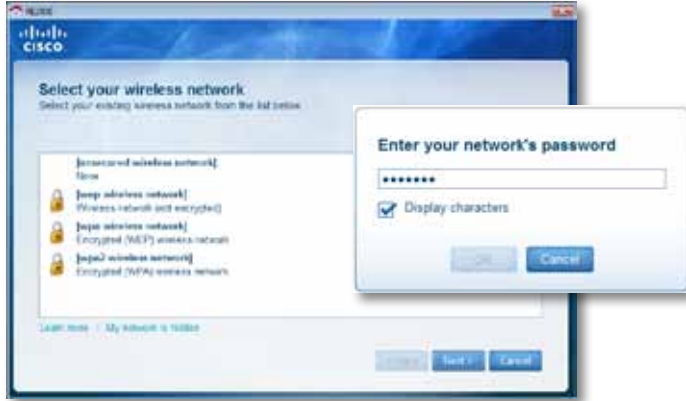 CISCO
Select your wireless network
Select your existing wireless network from the list below
[unsecured wireless network]
None
[wep wireless network]
Wireless network (not encrypted)
[wpa wireless network]
Encrypted (WEP) wireless network
[wpa2 wireless network]
Encrypted (WPA) wireless network
Learn more | My network is hidden
Next
Cancel
Enter your network's password
•••••••
Display characters
OK
Cancel